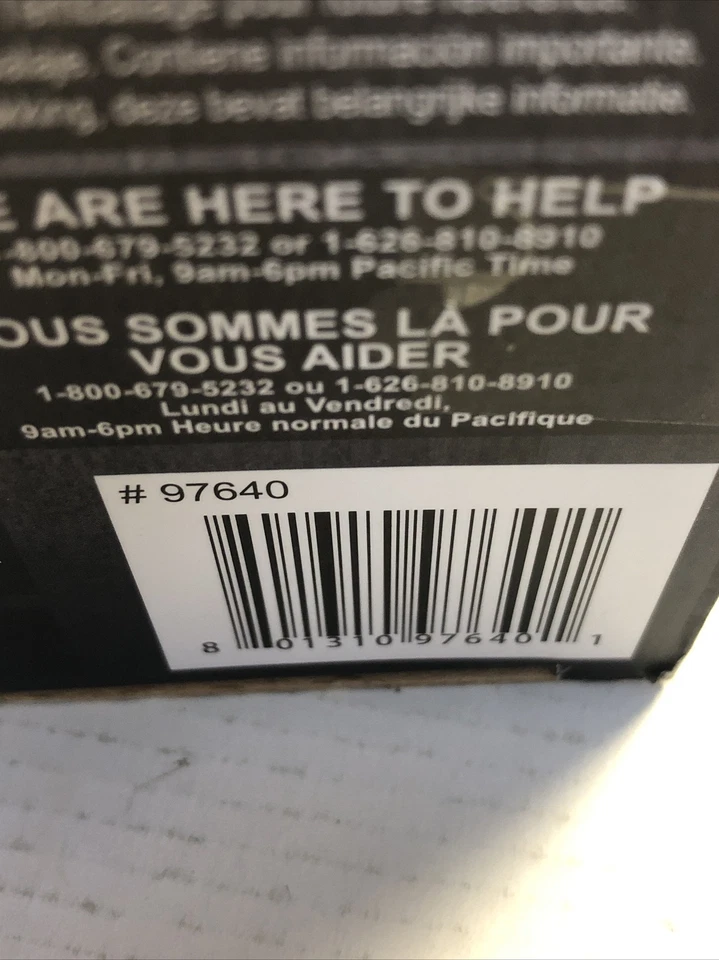 Contiene información importante.
deze bevat belangrijke informatie.
ARE HERE TO HELP
-800-679-5232 or 1-626-810-8910
Mon-Fri, 9am-6pm Pacific Time
OUS SOMMES LÀ POUR
VOUS AIDER
1-800-679-5232 ou 1-626-810-8910
Lundi au Vendredi,
9am-6pm Heure normale du Pacifique
# 97640
8 01310 97640 1